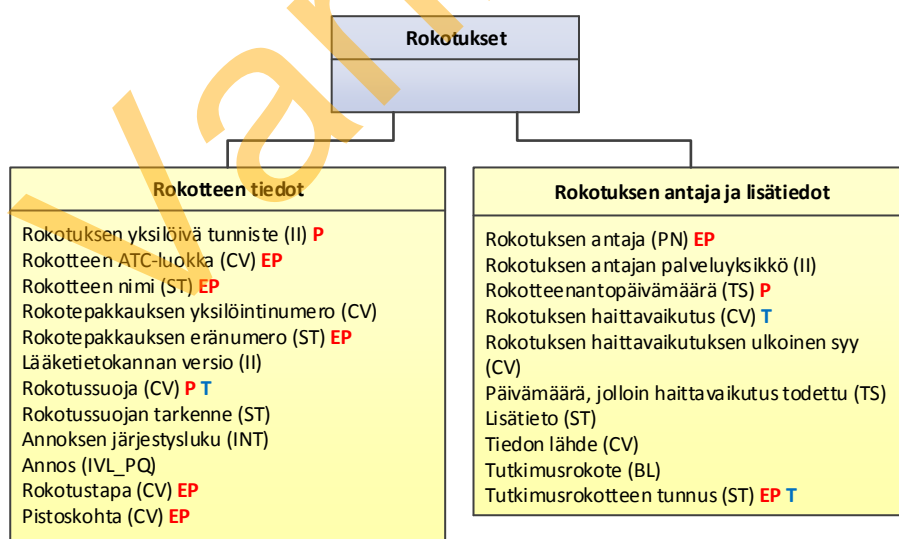 Rokotukset
Rokotteen tiedot
Rokotuksen yksilöivä tunniste (II) P
Rokotteen ATC-luokka (CV) EP
Rokotteen nimi (ST) EP
Rokotepakkauksen yksilöintinumero (CV)
Rokotepakkauksen eränumero (ST) EP
Lääketietokannan versio (II)
Rokotussuoja (CV) P T
Rokotussuojan tarkenne (ST)
Annoksen järjestysluku (INT)
Annos (IVL_PQ)
Rokotustapa (CV) EP
Pistoskohta (CV) EP
Rokotuksen antaja ja lisätiedot
Rokotuksen antaja (PN) EP
Rokotuksen antajan palveluyksikkö (II)
Rokotteenantopäivämäärä (TS) P
Rokotuksen haittavaikutus (CV) T
Rokotuksen haittavaikutuksen ulkoinen syy
(CV)
Päivämäärä, jolloin haittavaikutus todettu (TS)
Lisätieto (ST)
Tiedon lähde (CV)
Tutkimusrokote (BL)
Tutkimusrokotteen tunnus (ST) EP T